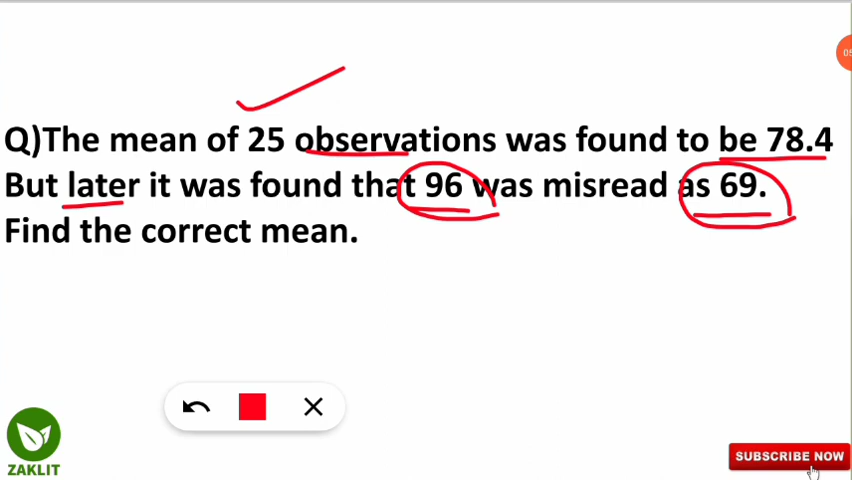 Q)The mean of 25 observations was found to be 78.4
But later it was found that 96 was misread as 69.
Find the correct mean.
ZAKLIT
SUBSCRIBE NOW